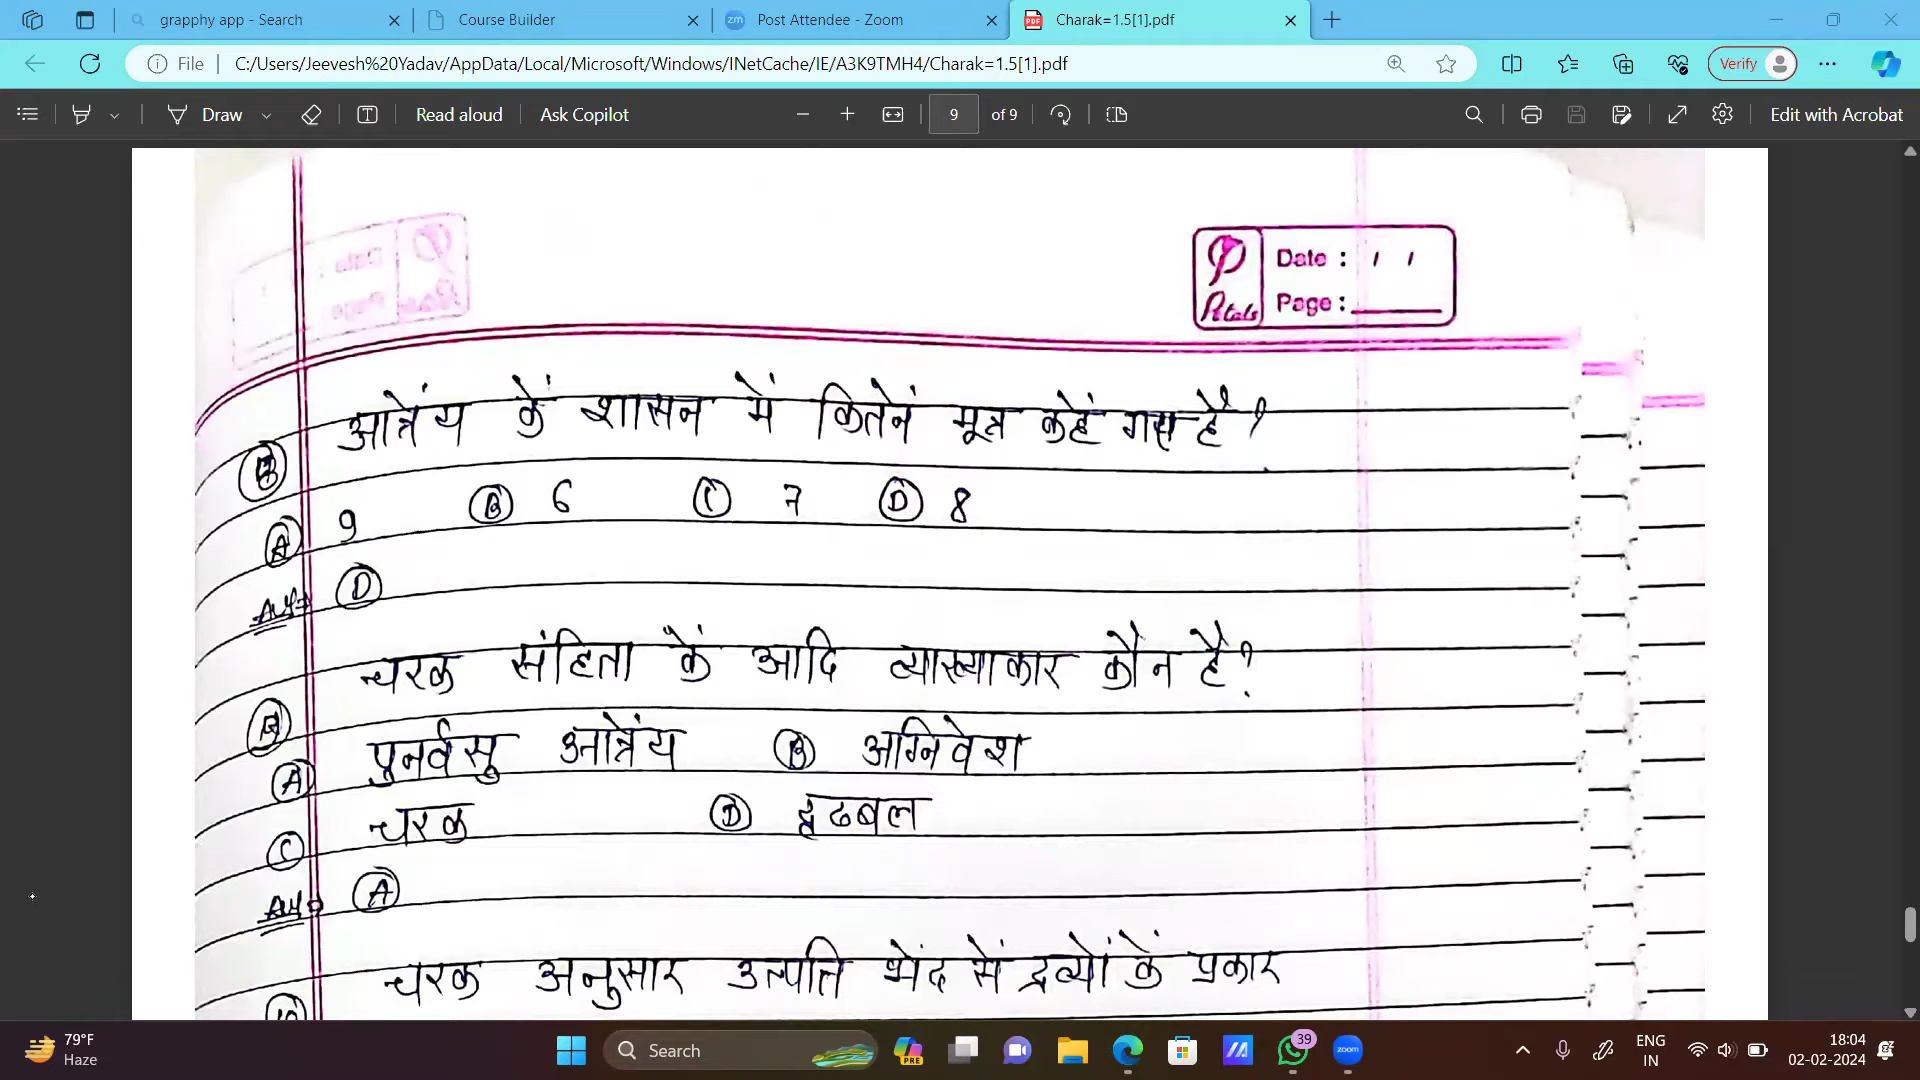 grapphy app - Search
Course Builder
Post Attendee - Zoom
Charak=1.5[1].pdf
File
C:/Users/Jeevesh%20Yadav/AppData/Local/Microsoft/Windows/INetCache/IE/A3K9TMH4/Charak=1.5[1].pdf
Verify
Draw
Read aloud
Ask Copilot
9 of 9
Edit with Acrobat
Date :
Page :
आत्रेंय कें शासन में कितेनें मूत्र कहें गए हैं ?
A 9 B 6 C 7 D 8
Ans D
चरक संहिता कें आदि व्याख्याकार कौन हैं ?
A पुनर्वसु आत्रेंय B अग्निवेश
C चरक D दृढबल
Ans A
चरक अनुसार उत्पति भेंद सें द्रव्यों कें प्रकार
79°F
Haze
Search
PRE
39
zoom
ENG
IN
18:04
02-02-2024